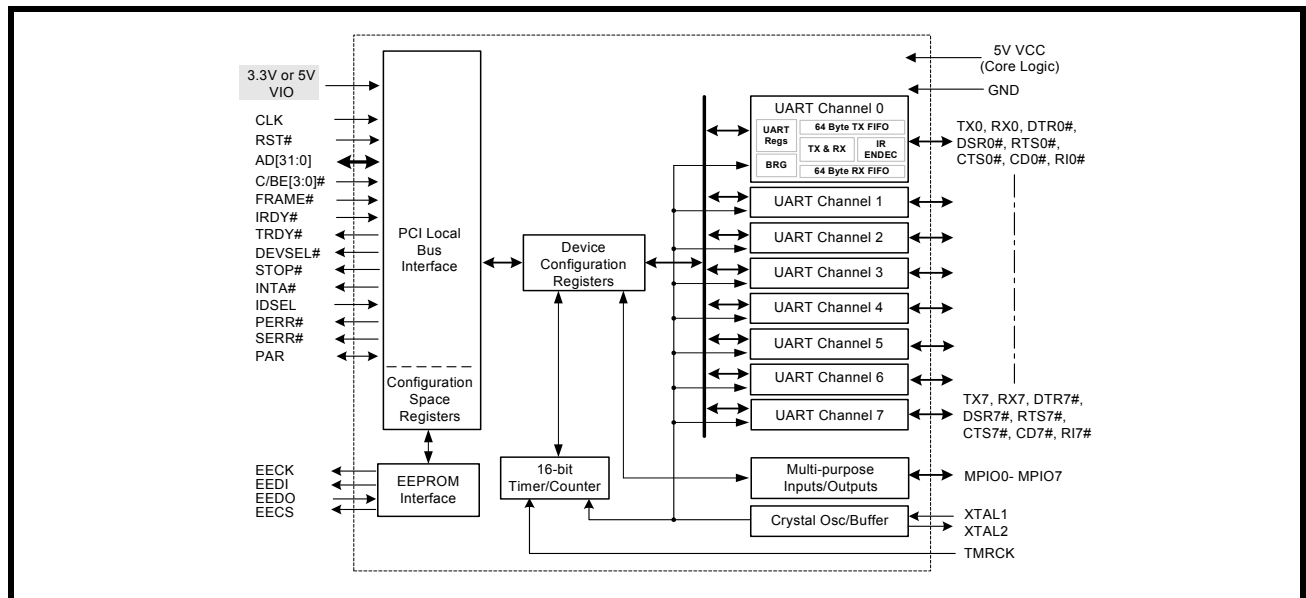 3.3V or 5V
VIO
CLK
RST#
AD[31:0]
C/BE[3:0]#
FRAME#
IRDY#
TRDY#
DEVSEL#
STOP#
INTA#
IDSEL
PERR#
SERR#
PAR
EECK
EEDI
EEDO
EECS
PCI Local
Bus
Interface
Configuration
Space
Registers
EEPROM
Interface
Device
Configuration
Registers
16-bit
Timer/Counter
UART Channel 0
UART
Regs
64 Byte TX FIFO
TX & RX
IR
ENDEC
BRG
64 Byte RX FIFO
UART Channel 1
UART Channel 2
UART Channel 3
UART Channel 4
UART Channel 5
UART Channel 6
UART Channel 7
Multi-purpose
Inputs/Outputs
Crystal Osc/Buffer
5V VCC
(Core Logic)
GND
TX0, RX0, DTR0#,
DSR0#, RTS0#,
CTS0#, CD0#, RI0#
TX7, RX7, DTR7#,
DSR7#, RTS7#,
CTS7#, CD7#, RI7#
MPIO0- MPIO7
XTAL1
XTAL2
TMRCK